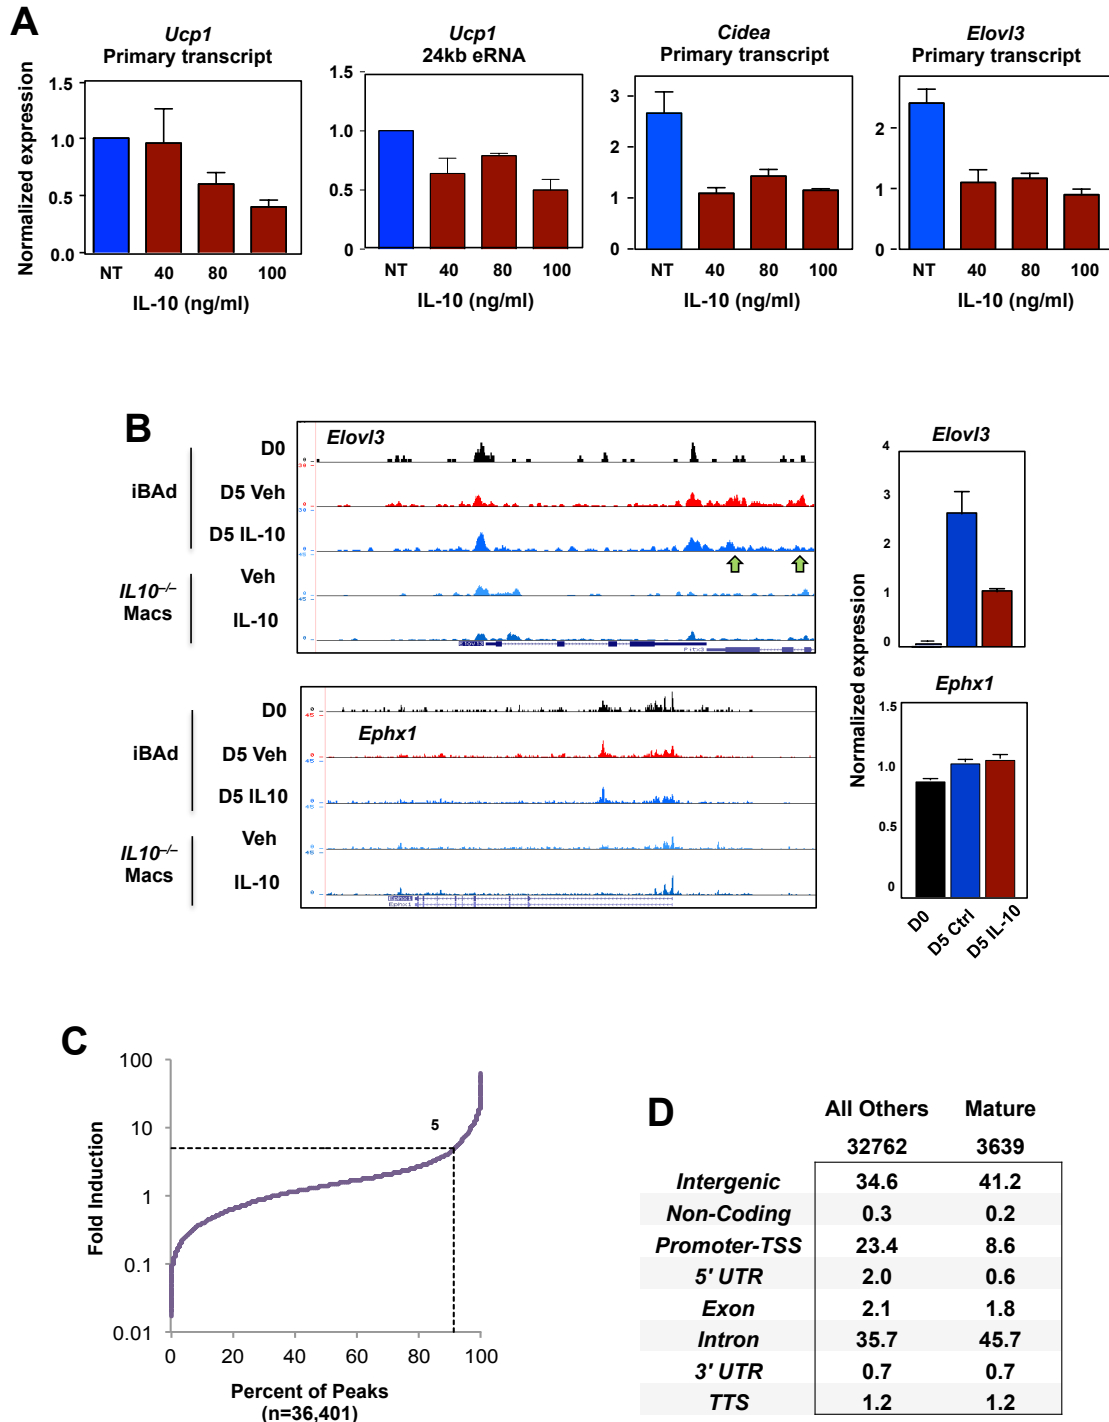 A
Ucp1
Primary transcript
Normalized expression
1.5
1.0
0.5
0.0
NT 40 80 100
IL-10 (ng/ml)
Ucp1
24kb eRNA
1.5
1.0
0.5
0
NT 40 80 100
IL-10 (ng/ml)
Cidea
Primary transcript
3
2
1
0
NT 40 80 100
IL-10 (ng/ml)
Elovl3
Primary transcript
2
1
0
NT 40 80 100
IL-10 (ng/ml)
B
iBAd
IL10–/–
Macs
D0
D5 Veh
D5 IL-10
Veh
IL-10
Elovl3
iBAd
IL10–/–
Macs
D0
D5 Veh
D5 IL10
Veh
IL-10
Ephx1
Ephx1
Ephx1
Normalized expression
Elovl3
4
3
2
1
0
Ephx1
1.5
1.0
0.5
0
D0 D5 Ctrl D5 IL-10
C
Fold Induction
100
10
1
0.1
0.01
5
0 20 40 60 80 100
Percent of Peaks
(n=36,401)
D
All Others Mature
32762 3639
Intergenic 34.6 41.2
Non-Coding 0.3 0.2
Promoter-TSS 23.4 8.6
5' UTR 2.0 0.6
Exon 2.1 1.8
Intron 35.7 45.7
3' UTR 0.7 0.7
TTS 1.2 1.2